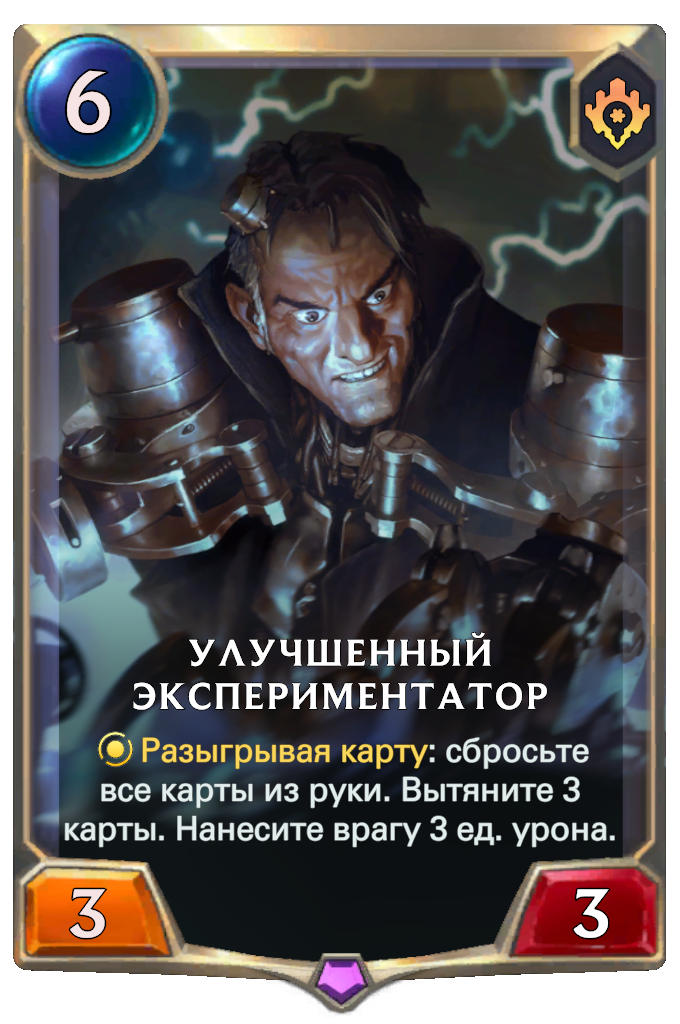 6
УЛУЧШЕННЫЙ
ЭКСПЕРИМЕНТАТОР
Разыгрывая карту: сбросьте
все карты из руки. Вытяните 3
карты. Нанесите врагу 3 ед. урона.
3 3